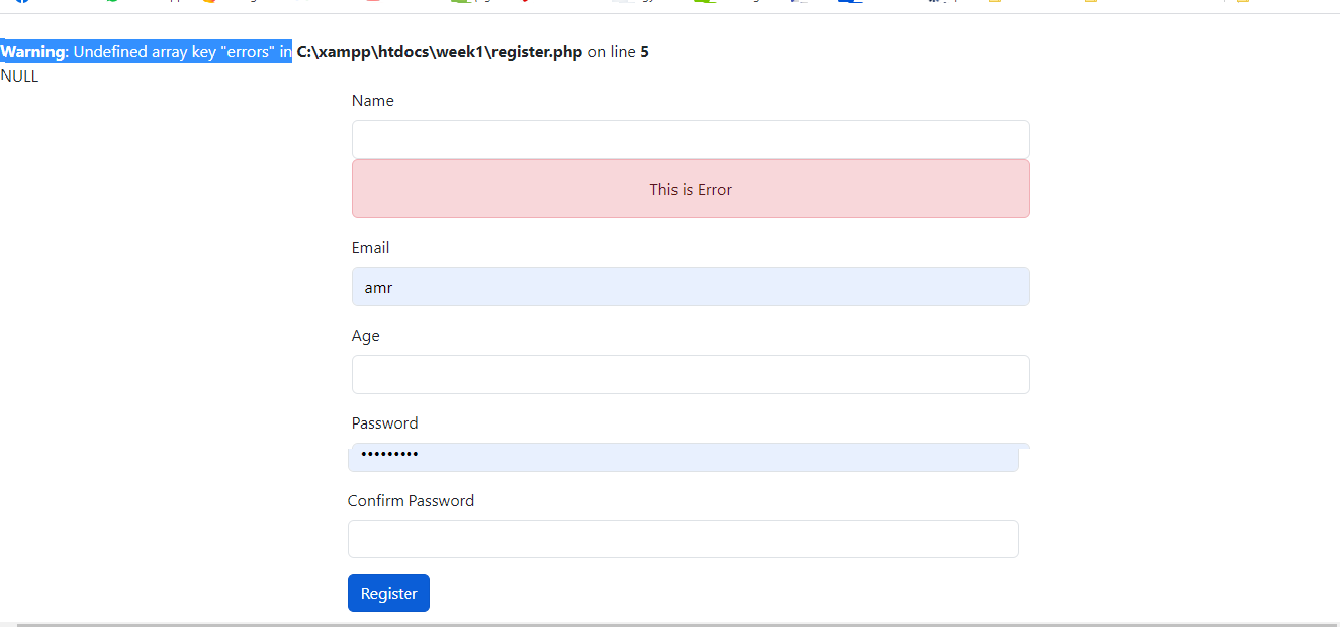 Warning: Undefined array key "errors" in C:\xampp\htdocs\week1\register.php on line 5
NULL
Name
This is Error
Email
amr
Age
Password
•••••••••
Confirm Password
Register